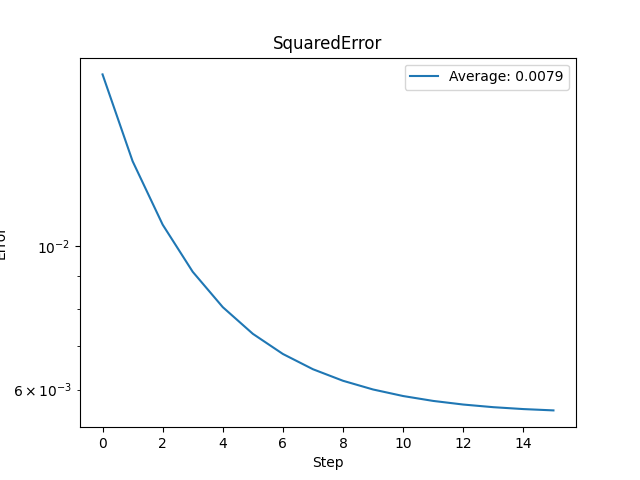 SquaredError
Average: 0.0079
Error
10⁻²
6 × 10⁻³
0 2 4 6 8 10 12 14
Step